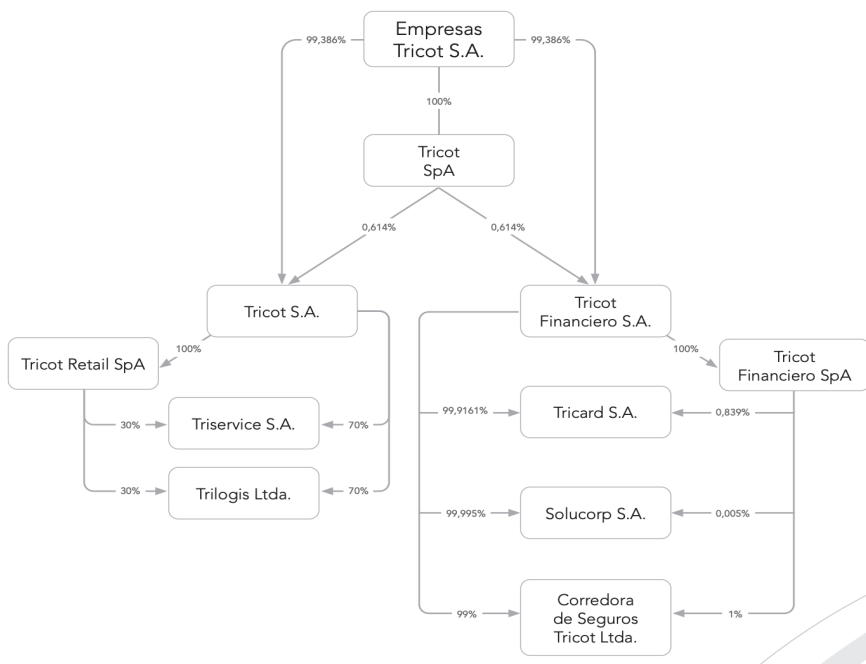 Empresas
Tricot S.A.
99,386%
99,386%
100%
Tricot
SpA
0,614%
0,614%
Tricot S.A.
Tricot
Financiero S.A.
100%
100%
Tricot Retail SpA
Tricot
Financiero SpA
30%
Triservice S.A.
70%
99,9161%
Tricard S.A.
0,839%
30%
Trilogis Ltda.
70%
99,995%
Solucorp S.A.
0,005%
99%
Corredora
de Seguros
Tricot Ltda.
1%